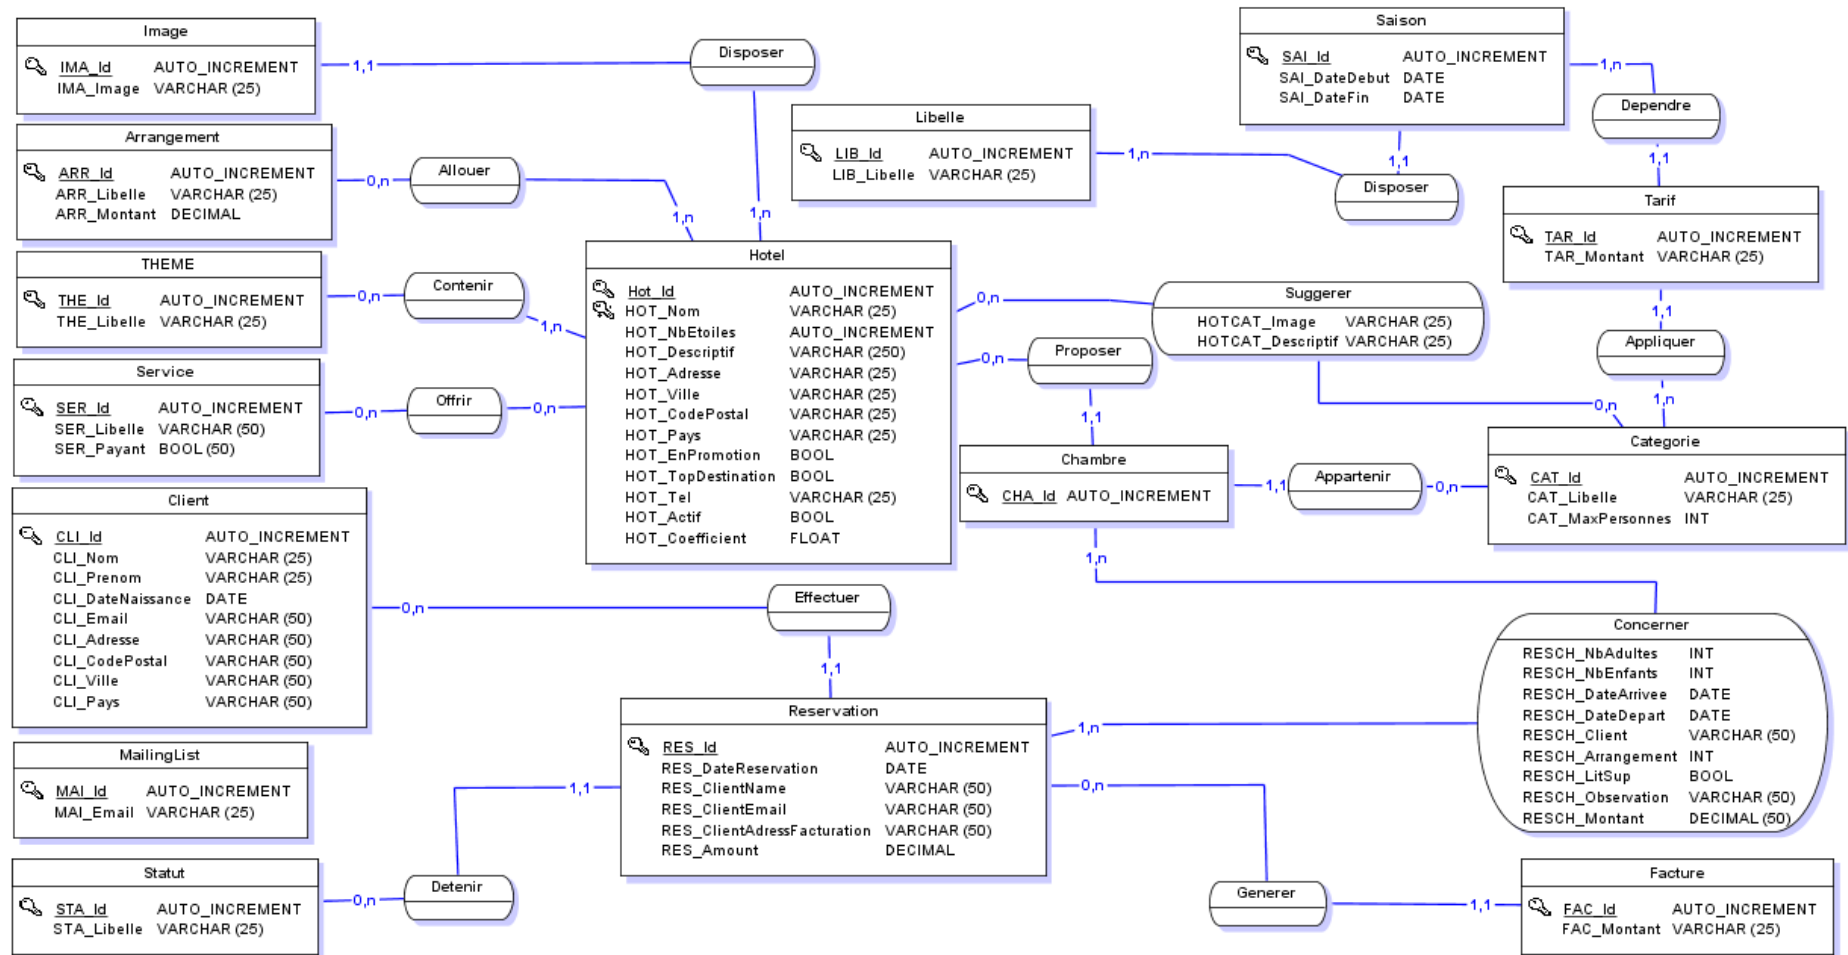 Image
IMA_Id AUTO_INCREMENT
IMA_Image VARCHAR (25)
1,1
Disposer
1,n
Arrangement
ARR_Id AUTO_INCREMENT
ARR_Libelle VARCHAR (25)
ARR_Montant DECIMAL
0,n
Allouer
1,n
THEME
THE_Id AUTO_INCREMENT
THE_Libelle VARCHAR (25)
0,n
Contenir
1,n
Service
SER_Id AUTO_INCREMENT
SER_Libelle VARCHAR (50)
SER_Payant BOOL (50)
0,n
Offrir
0,n
Client
CLI_Id AUTO_INCREMENT
CLI_Nom VARCHAR (25)
CLI_Prenom VARCHAR (25)
CLI_DateNaissance DATE
CLI_Email VARCHAR (50)
CLI_Adresse VARCHAR (50)
CLI_CodePostal VARCHAR (50)
CLI_Ville VARCHAR (50)
CLI_Pays VARCHAR (50)
0,n
Effectuer
1,1
MailingList
MAI_Id AUTO_INCREMENT
MAI_Email VARCHAR (25)
Statut
STA_Id AUTO_INCREMENT
STA_Libelle VARCHAR (25)
0,n
Detenir
1,1
Libelle
LIB_Id AUTO_INCREMENT
LIB_Libelle VARCHAR (25)
1,n
Disposer
1,1
Saison
SAI_Id AUTO_INCREMENT
SAI_DateDebut DATE
SAI_DateFin DATE
1,n
Dependre
1,1
Tarif
TAR_Id AUTO_INCREMENT
TAR_Montant VARCHAR (25)
1,1
Appliquer
1,n
Hotel
Hot_Id AUTO_INCREMENT
HOT_Nom VARCHAR (25)
HOT_NbEtoiles AUTO_INCREMENT
HOT_Descriptif VARCHAR (250)
HOT_Adresse VARCHAR (25)
HOT_Ville VARCHAR (25)
HOT_CodePostal VARCHAR (25)
HOT_Pays VARCHAR (25)
HOT_EnPromotion BOOL
HOT_TopDestination BOOL
HOT_Tel VARCHAR (25)
HOT_Actif BOOL
HOT_Coefficient FLOAT
0,n
Suggerer
HOTCAT_Image VARCHAR (25)
HOTCAT_Descriptif VARCHAR (25)
0,n
0,n
Proposer
1,1
Chambre
CHA_Id AUTO_INCREMENT
1,1
Appartenir
0,n
Categorie
CAT_Id AUTO_INCREMENT
CAT_Libelle VARCHAR (25)
CAT_MaxPersonnes INT
1,n
Concerner
RESCH_NbAdultes INT
RESCH_NbEnfants INT
RESCH_DateArrivee DATE
RESCH_DateDepart DATE
RESCH_Client VARCHAR (50)
RESCH_Arrangement INT
RESCH_LitSup BOOL
RESCH_Observation VARCHAR (50)
RESCH_Montant DECIMAL (50)
1,n
Reservation
RES_Id AUTO_INCREMENT
RES_DateReservation DATE
RES_ClientName VARCHAR (50)
RES_ClientEmail VARCHAR (50)
RES_ClientAdressFacturation VARCHAR (50)
RES_Amount DECIMAL
0,n
Generer
1,1
Facture
FAC_Id AUTO_INCREMENT
FAC_Montant VARCHAR (25)